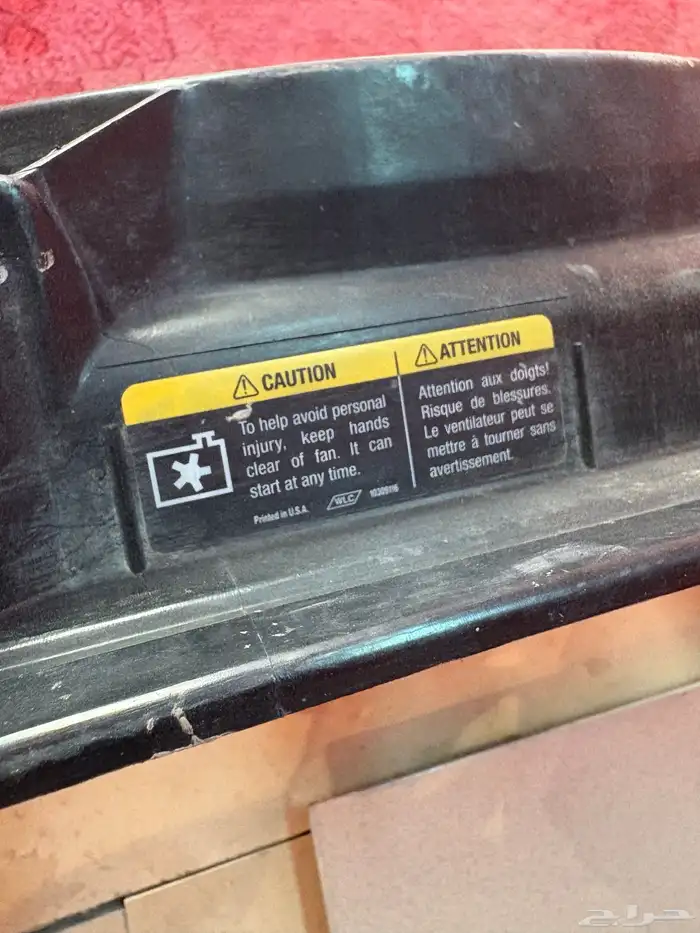 CAUTION
To help avoid personal
injury, keep hands
clear of fan. It can
start at any time.
Printed in U.S.A.
WLC
10309116
ATTENTION
Attention aux doigts!
Risque de blessures.
Le ventilateur peut se
mettre à tourner sans
avertissement.
حراج